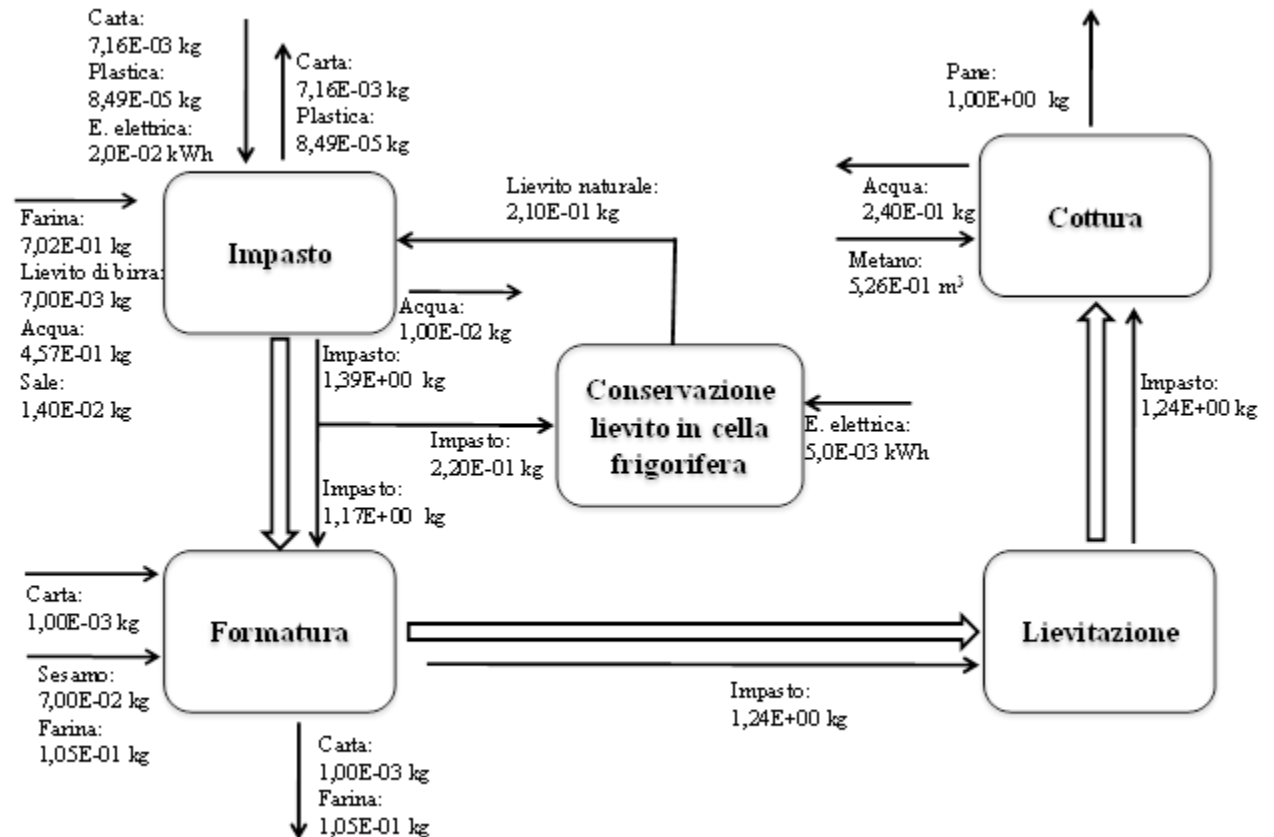 Carta:
7,16E-03 kg
Plastica:
8,49E-05 kg
E. elettrica:
2,0E-02 kWh
Carta:
7,16E-03 kg
Plastica:
8,49E-05 kg
Farina:
7,02E-01 kg
Lievito di birra:
7,00E-03 kg
Acqua:
4,57E-01 kg
Sale:
1,40E-02 kg
Impasto
Lievito naturale:
2,10E-01 kg
Acqua:
1,00E-02 kg
Impasto:
1,39E+00 kg
Impasto:
2,20E-01 kg
Conservazione
lievito in cella
frigorifera
E. elettrica:
5,0E-03 kWh
Impasto:
1,17E+00 kg
Pane:
1,00E+00 kg
Acqua:
2,40E-01 kg
Metano:
5,26E-01 m³
Cottura
Impasto:
1,24E+00 kg
Carta:
1,00E-03 kg
Sesamo:
7,00E-02 kg
Farina:
1,05E-01 kg
Formatura
Carta:
1,00E-03 kg
Farina:
1,05E-01 kg
Impasto:
1,24E+00 kg
Lievitazione